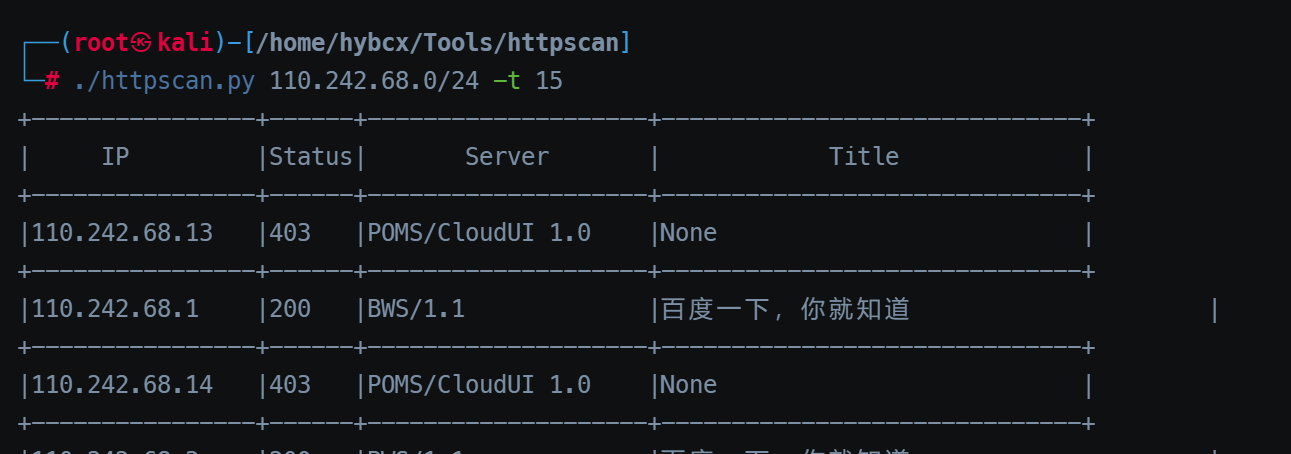 ┌──(root㉿kali)-[/home/hybcx/Tools/httpscan]
└─# ./httpscan.py 110.242.68.0/24 -t 15
+----------------+------+--------------------+------------------------------+
|     IP         |Status|       Server       |            Title             |
+----------------+------+--------------------+------------------------------+
|110.242.68.13   |403   |POMS/CloudUI 1.0    |None                          |
+----------------+------+--------------------+------------------------------+
|110.242.68.1    |200   |BWS/1.1             |百度一下，你就知道                     |
+----------------+------+--------------------+------------------------------+
|110.242.68.14   |403   |POMS/CloudUI 1.0    |None                          |
+----------------+------+--------------------+------------------------------+